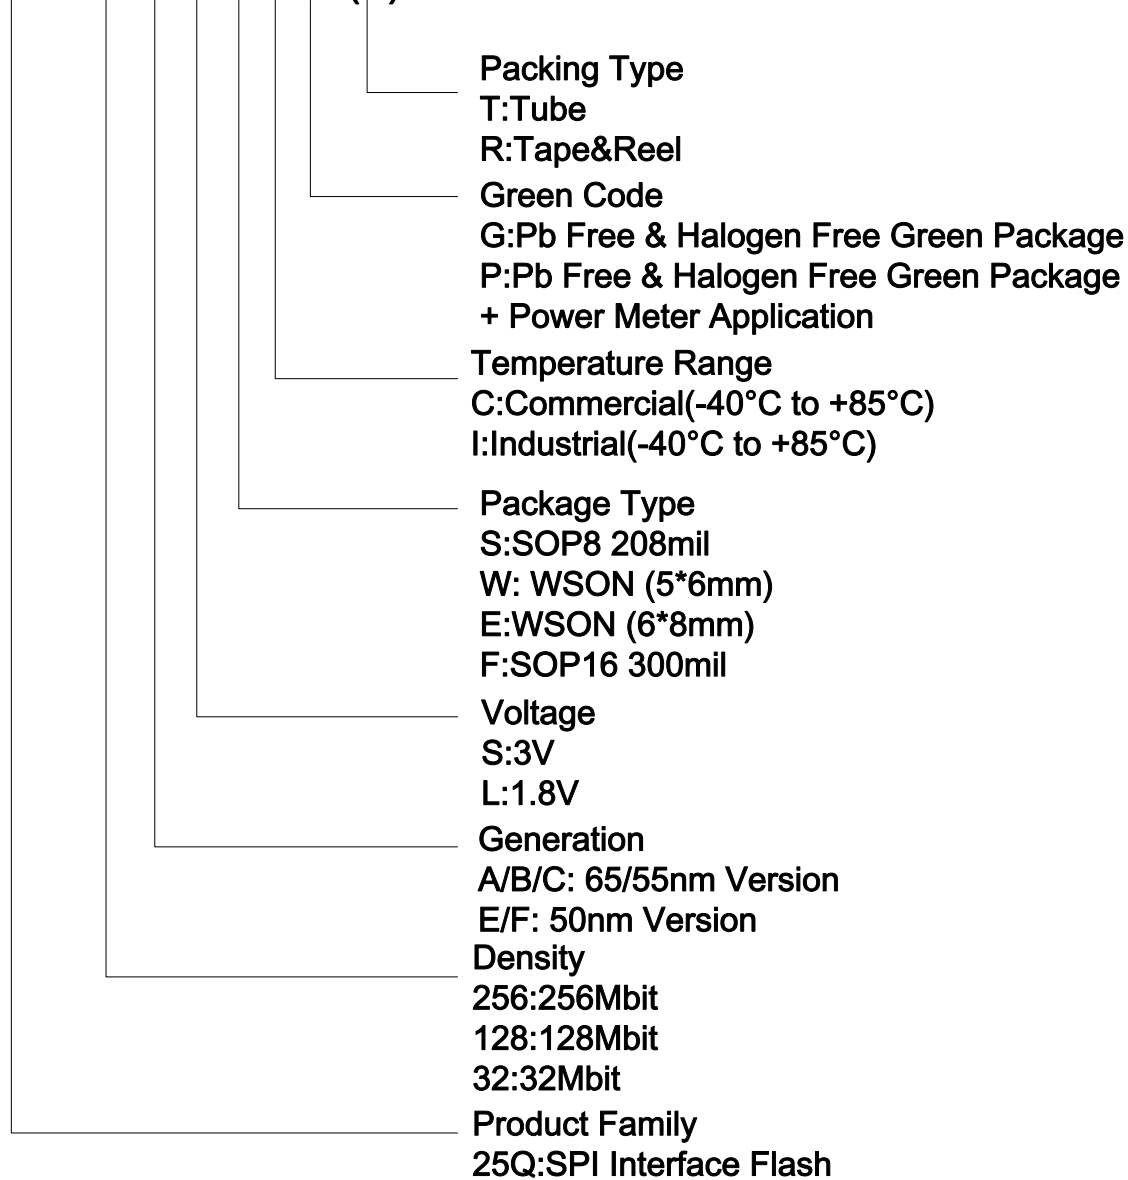 Packing Type
T:Tube
R:Tape&Reel
Green Code
G:Pb Free & Halogen Free Green Package
P:Pb Free & Halogen Free Green Package
+ Power Meter Application
Temperature Range
C:Commercial(-40°C to +85°C)
I:Industrial(-40°C to +85°C)
Package Type
S:SOP8 208mil
W: WSON (5*6mm)
E:WSON (6*8mm)
F:SOP16 300mil
Voltage
S:3V
L:1.8V
Generation
A/B/C: 65/55nm Version
E/F: 50nm Version
Density
256:256Mbit
128:128Mbit
32:32Mbit
Product Family
25Q:SPI Interface Flash